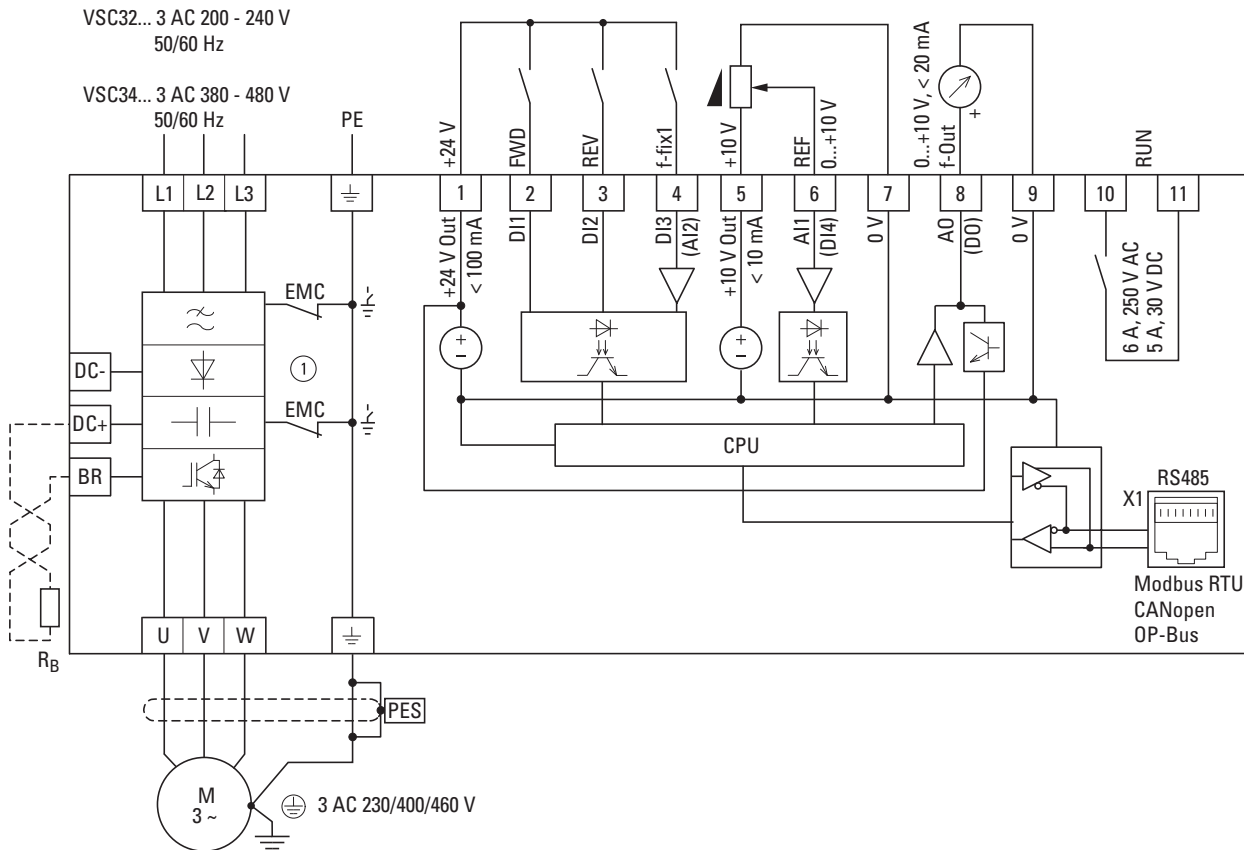 VSC32... 3 AC 200 - 240 V
50/60 Hz
VSC34... 3 AC 380 - 480 V
50/60 Hz
PE
+24 V
FWD
REV
f-fix1
+10 V
REF
0...+10 V
0...+10 V, < 20 mA
f-Out
+
RUN
L1
L2
L3
1
2
3
4
5
6
7
8
9
10
11
+24 V Out
< 100 mA
DI1
DI2
DI3
(AI2)
+10 V Out
< 10 mA
AI1
(DI4)
0 V
AO
(DO)
0 V
6 A, 250 V AC
5 A, 30 V DC
EMC
+
-
+
-
DC-
1
DC+
EMC
CPU
BR
RS485
X1
Modbus RTU
CANopen
OP-Bus
U
V
W
RB
PES
M
3 ~
3 AC 230/400/460 V